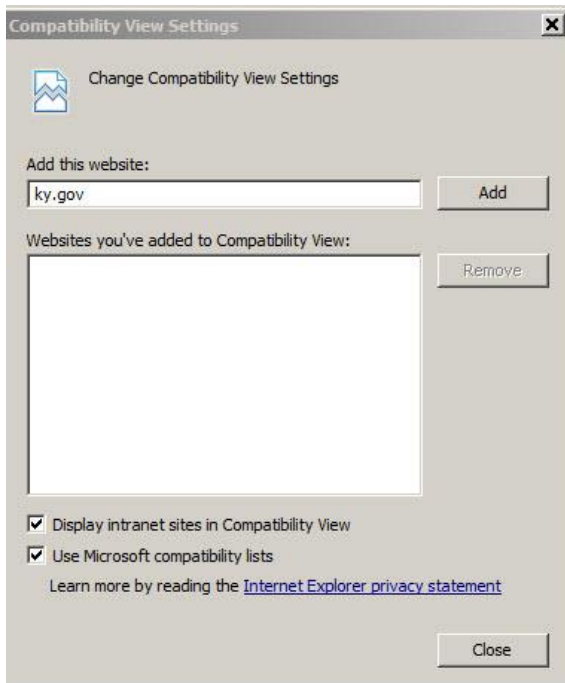 Compatibility View Settings
Change Compatibility View Settings
Add this website:
ky.gov
Add
Websites you've added to Compatibility View:
Remove
Display intranet sites in Compatibility View
Use Microsoft compatibility lists
Learn more by reading the Internet Explorer privacy statement
Close